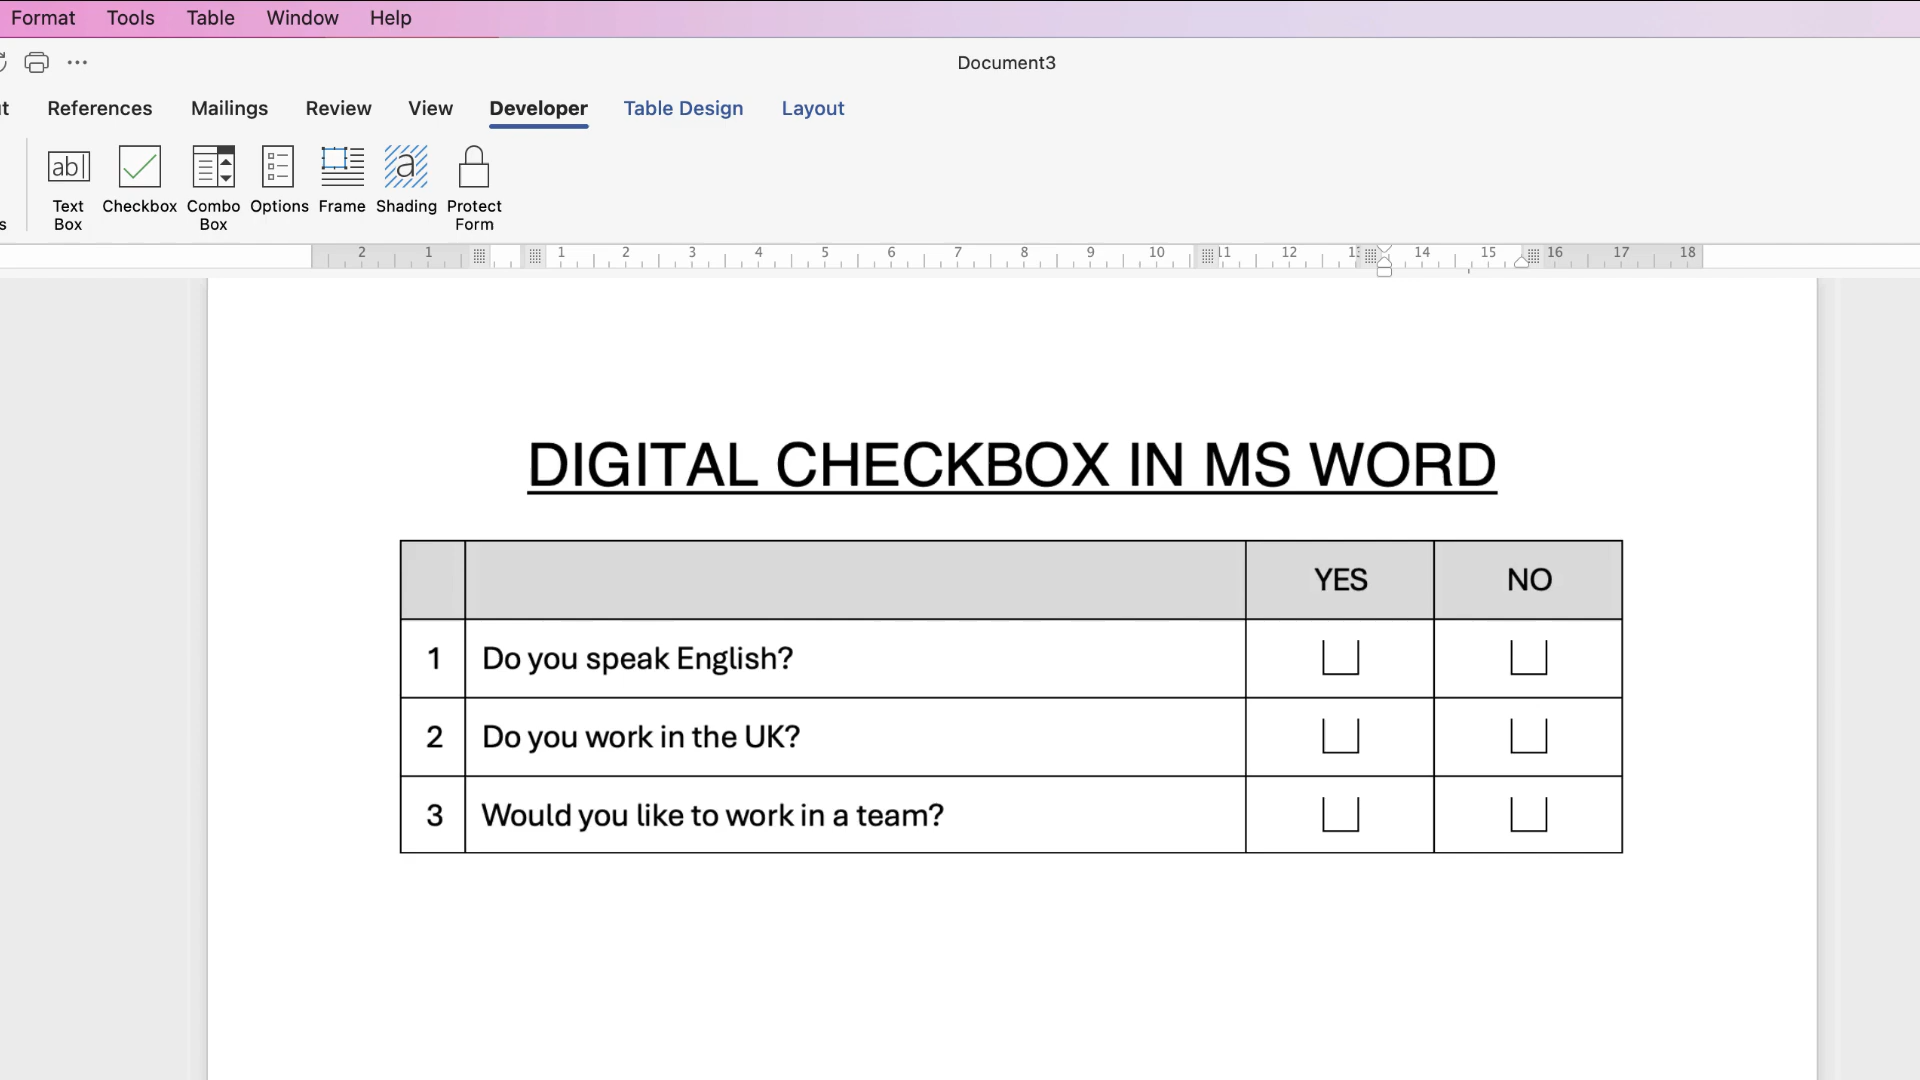 Format Tools Table Window Help
Document3
References Mailings Review View Developer Table Design Layout
ab Text Box
Checkbox
Combo Box
Options
Frame
a Shading
Protect Form
2 1 1 2 3 4 5 6 7 8 9 10 11 12 13 14 15 16 17 18
DIGITAL CHECKBOX IN MS WORD
YES NO
1 Do you speak English?
2 Do you work in the UK?
3 Would you like to work in a team?